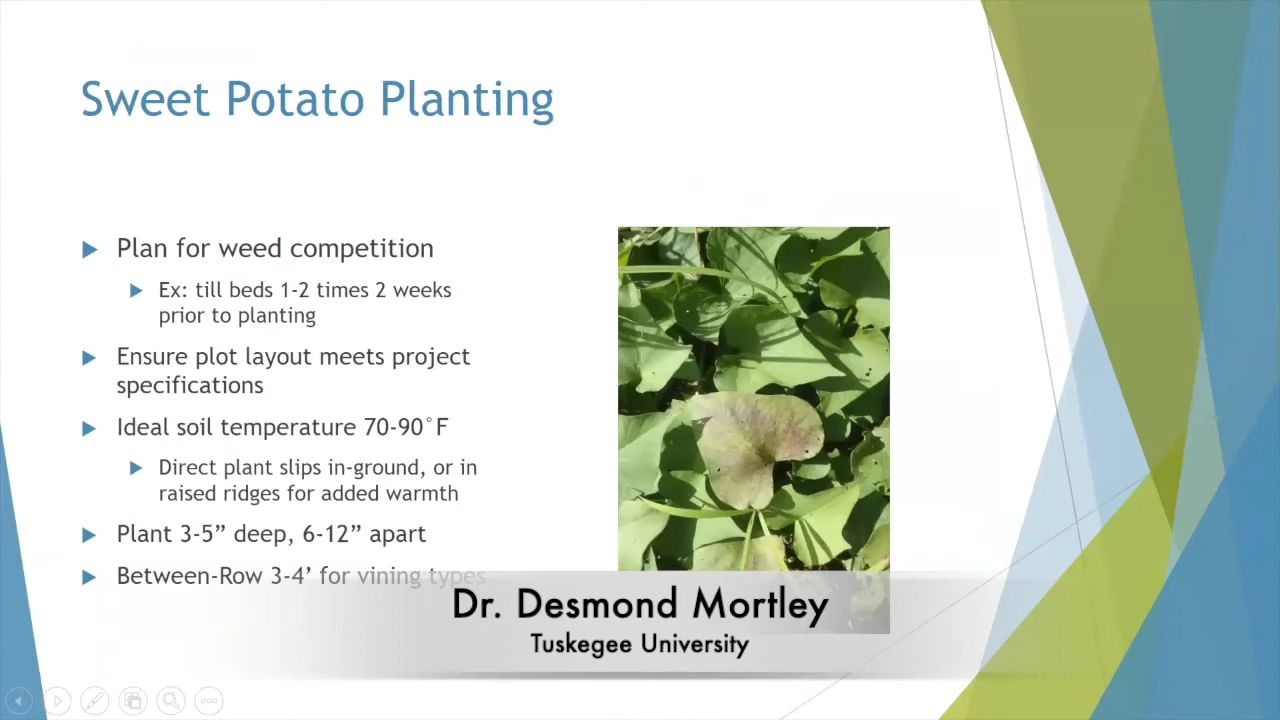 Sweet Potato Planting
Plan for weed competition
Ex: till beds 1-2 times 2 weeks
prior to planting
Ensure plot layout meets project
specifications
Ideal soil temperature 70-90°F
Direct plant slips in-ground, or in
raised ridges for added warmth
Plant 3-5” deep, 6-12” apart
Between-Row 3-4’ for vining types
Dr. Desmond Mortley
Tuskegee University